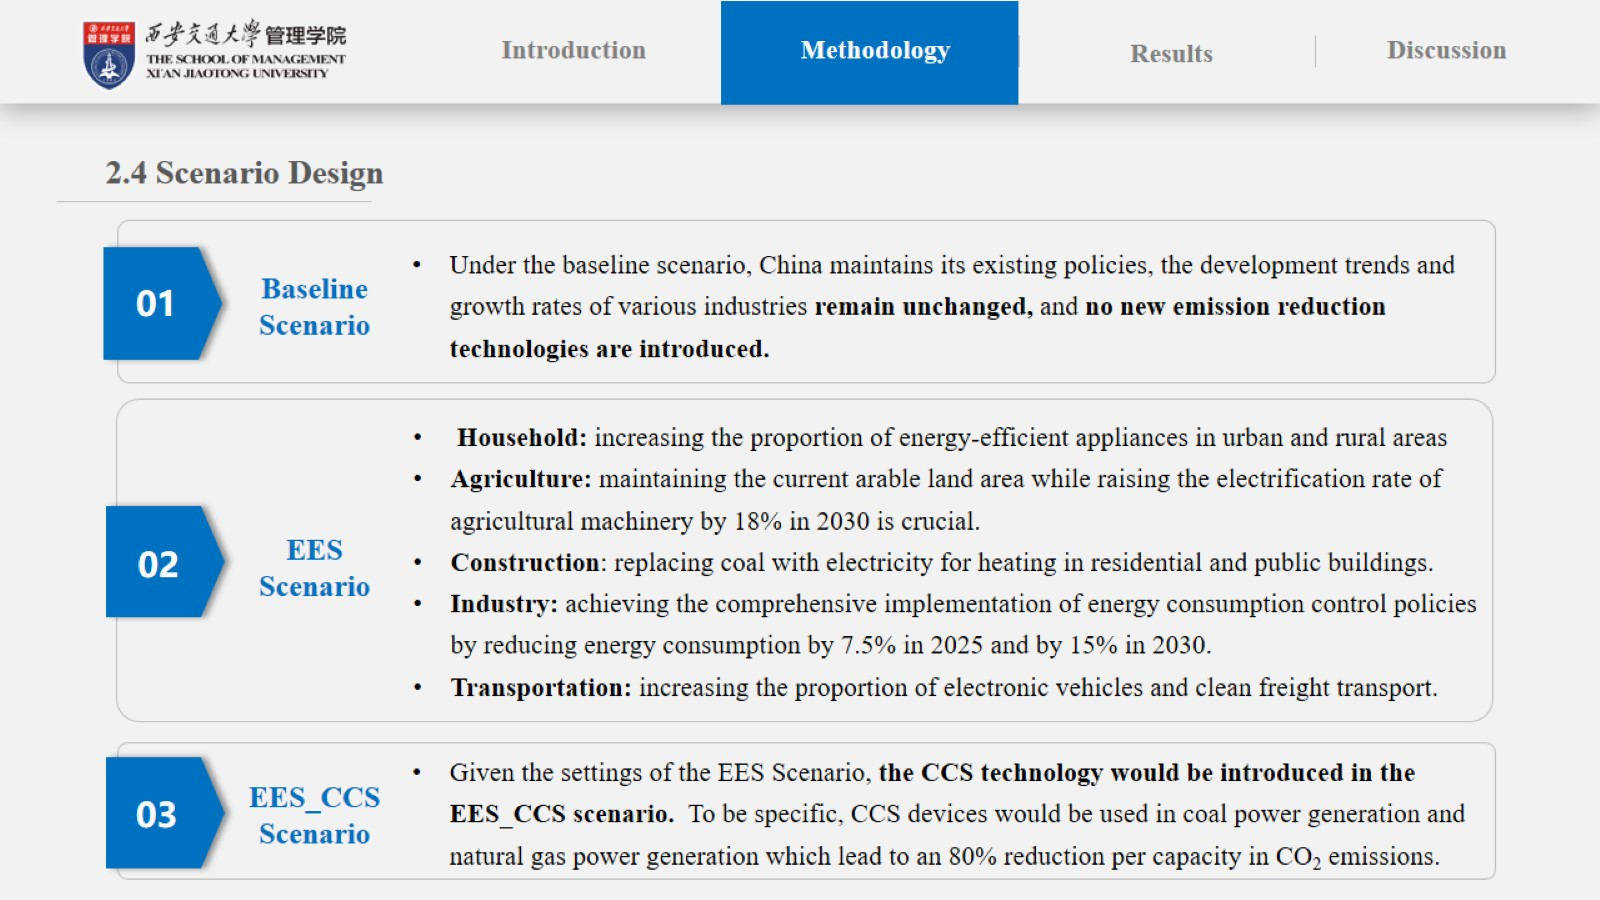 西安交通大學管理学院
管理学院
THE SCHOOL OF MANAGEMENT
XI'AN JIAOTONG UNIVERSITY
Introduction
Methodology
Results
Discussion
2.4 Scenario Design
01
Baseline
Scenario
• Under the baseline scenario, China maintains its existing policies, the development trends and
growth rates of various industries remain unchanged, and no new emission reduction
technologies are introduced.
02
EES
Scenario
• Household: increasing the proportion of energy-efficient appliances in urban and rural areas
• Agriculture: maintaining the current arable land area while raising the electrification rate of
agricultural machinery by 18% in 2030 is crucial.
• Construction: replacing coal with electricity for heating in residential and public buildings.
• Industry: achieving the comprehensive implementation of energy consumption control policies
by reducing energy consumption by 7.5% in 2025 and by 15% in 2030.
• Transportation: increasing the proportion of electronic vehicles and clean freight transport.
03
EES_CCS
Scenario
• Given the settings of the EES Scenario, the CCS technology would be introduced in the
EES_CCS scenario. To be specific, CCS devices would be used in coal power generation and
natural gas power generation which lead to an 80% reduction per capacity in CO₂ emissions.